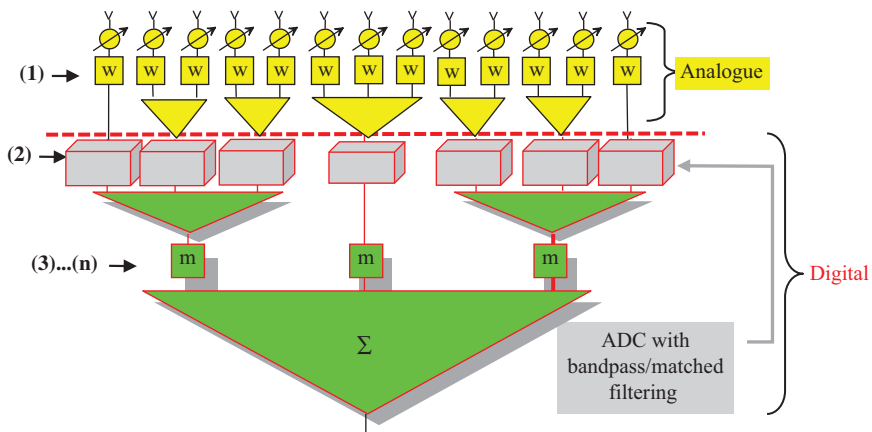 (1)
W W W W W W W W W W W W W
Analogue
(2)
(3)...(n)
m m m
Digital
Σ
ADC with
bandpass/matched
filtering